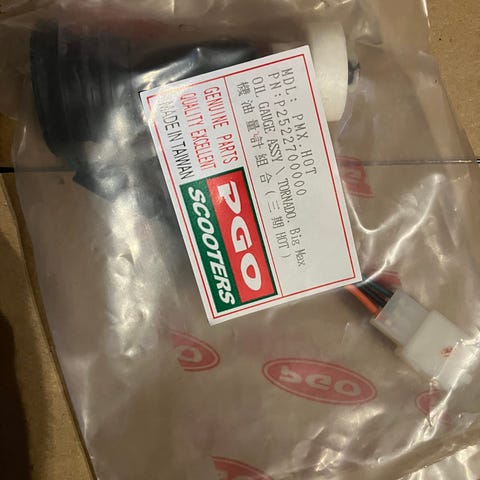 MDL: PMX HOT
PN:P2522700000
OIL GAUGE ASSY \ TORNADO. Big Max
機油量計組合(三期HOT)
GENUINE PARTS
QUALITY EXCELLENT
MADE IN TAIWAN
PGO
SCOOTERS
PGO